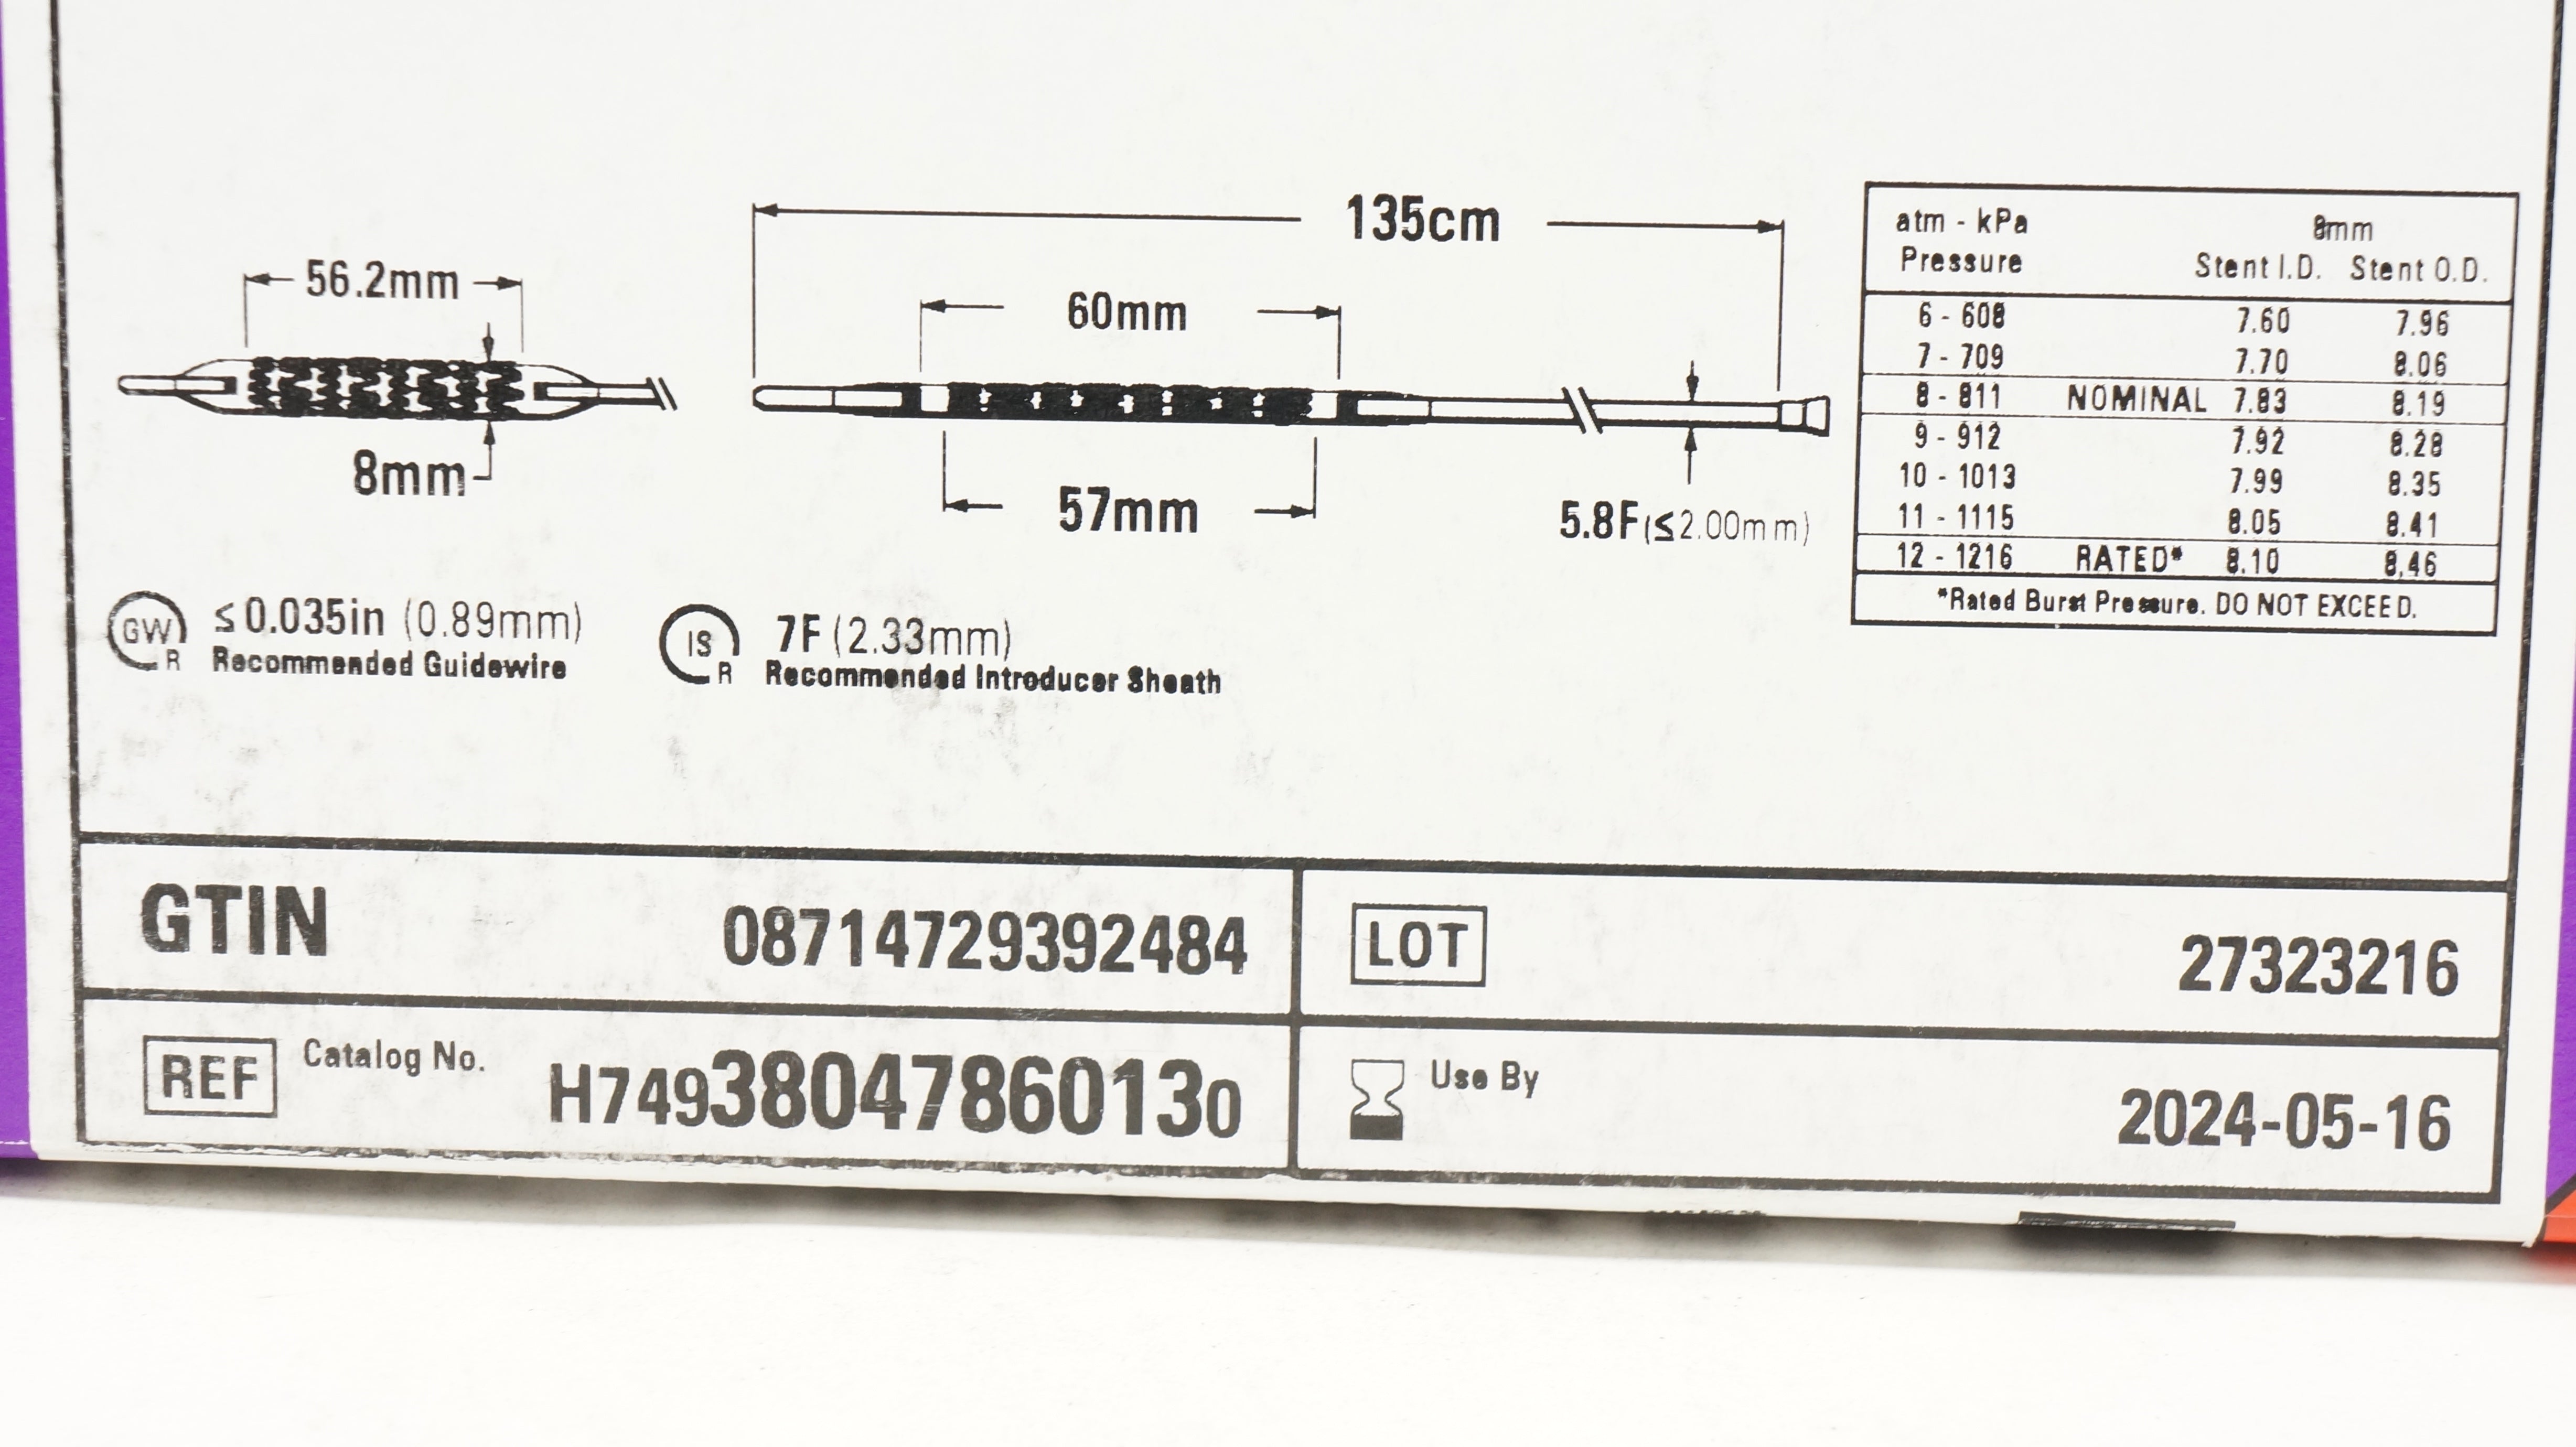 135cm
56.2mm
60mm
8mm
57mm
5.8F (≤2.00mm)
atm - kPa 8mm
Pressure Stent I.D. Stent O.D.
6 - 608 7.60 7.96
7 - 709 7.70 8.06
8 - 811 NOMINAL 7.83 8.19
9 - 912 7.92 8.28
10 - 1013 7.99 8.35
11 - 1115 8.05 8.41
12 - 1216 RATED* 8.10 8.46
*Rated Burst Pressure. DO NOT EXCEED.
GW R ≤0.035in (0.89mm)
Recommended Guidewire
IS R 7F (2.33mm)
Recommended Introducer Sheath
GTIN 08714729392484
LOT 27323216
REF Catalog No. H74938047860130
Use By 2024-05-16